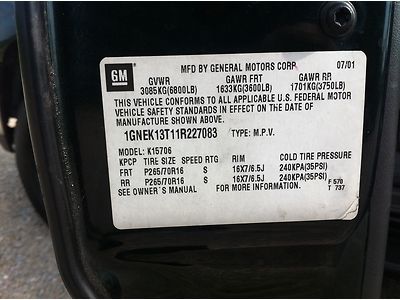 GM
MFD BY GENERAL MOTORS CORP 07/01
GVWR GAWR FRT GAWR RR
3085KG(6800LB) 1633KG(3600LB) 1701KG(3750LB)
THIS VEHICLE CONFORMS TO ALL APPLICABLE U.S. FEDERAL MOTOR
VEHICLE SAFETY STANDARDS IN EFFECT ON THE DATE OF
MANUFACTURE SHOWN ABOVE.
1GNEK13T11R227083 TYPE: M.P.V.
MODEL: K15706
KPCP TIRE SIZE SPEED RTG RIM COLD TIRE PRESSURE
FRT P265/70R16 S 16X7/6.5J 240KPA(35PSI)
RR P265/70R16 S 16X7/6.5J 240KPA(35PSI)
SEE OWNER'S MANUAL FOR MORE INFORMATION. F 570
T 737